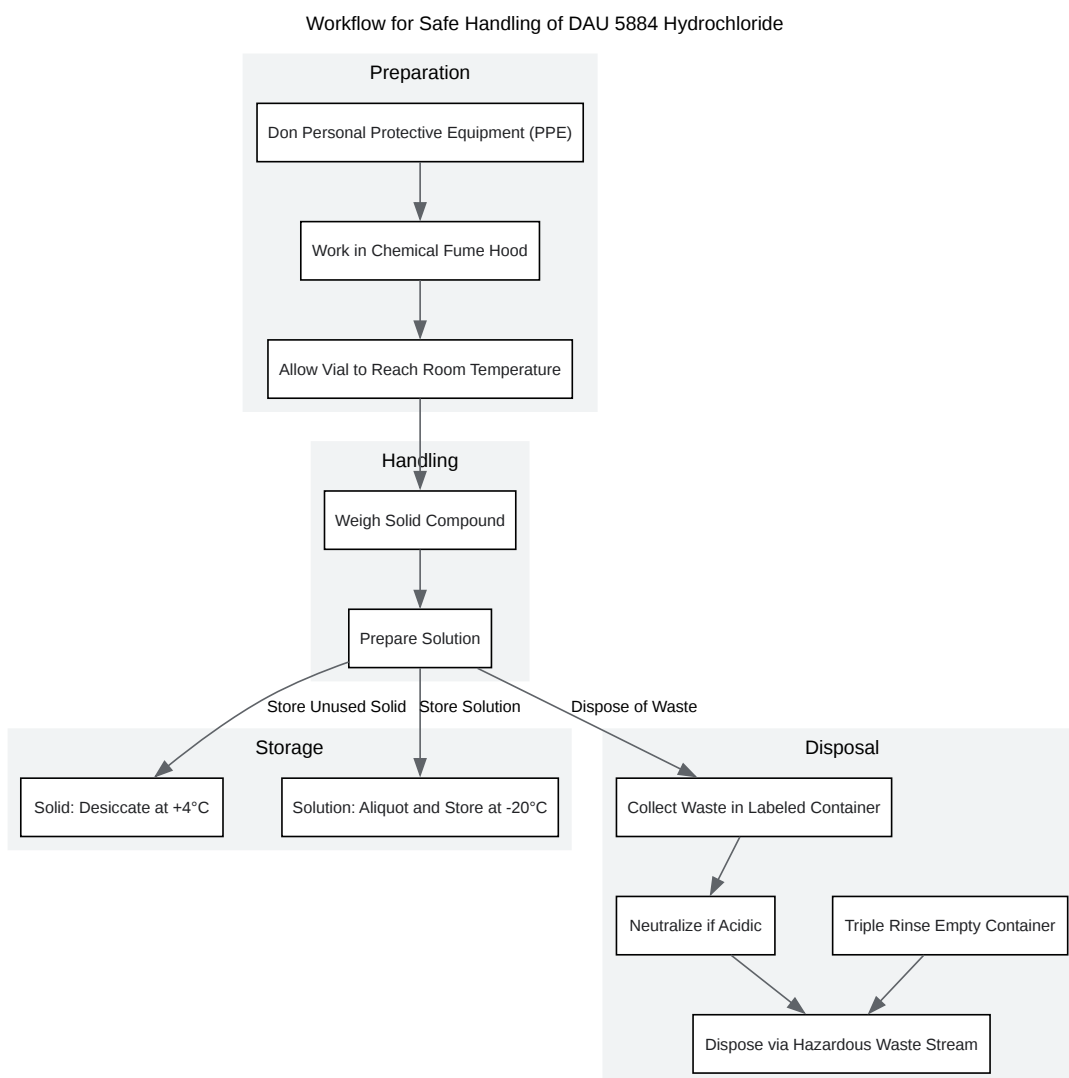 Workflow for Safe Handling of DAU 5884 Hydrochloride
Preparation
Don Personal Protective Equipment (PPE)
Work in Chemical Fume Hood
Allow Vial to Reach Room Temperature
Handling
Weigh Solid Compound
Prepare Solution
Store Unused Solid
Store Solution
Dispose of Waste
Storage
Disposal
Solid: Desiccate at +4°C
Solution: Aliquot and Store at -20°C
Collect Waste in Labeled Container
Neutralize if Acidic
Triple Rinse Empty Container
Dispose via Hazardous Waste Stream